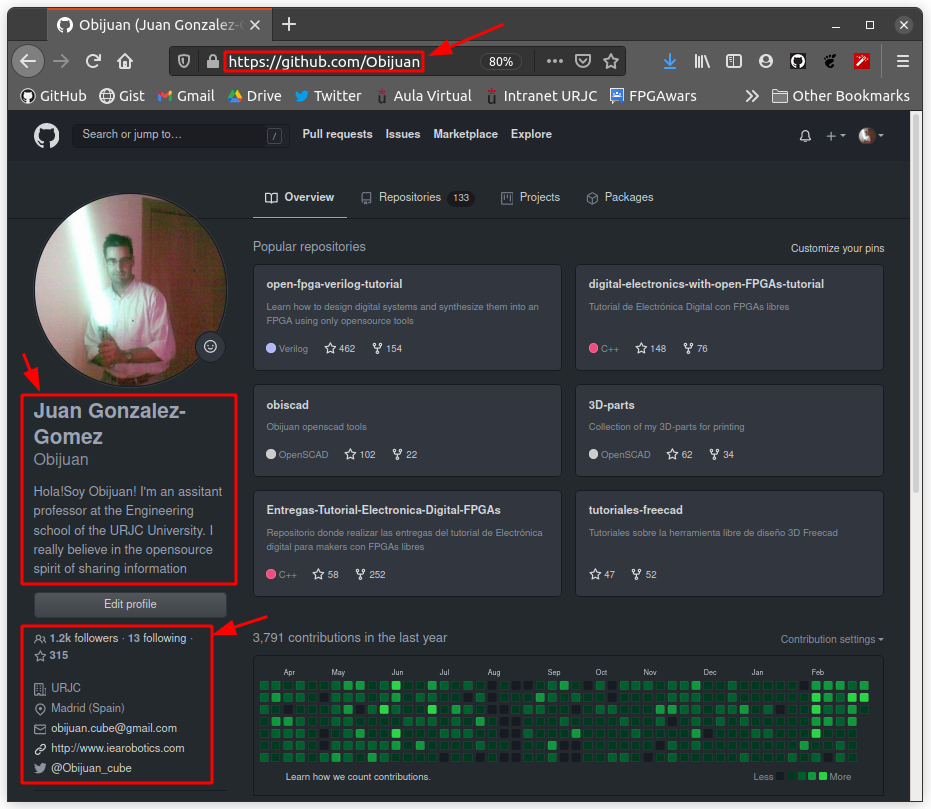 Obijuan (Juan Gonzalez-G
https://github.com/Obijuan
80%
GitHub
Gist
Gmail
Drive
Twitter
Aula Virtual
Intranet URJC
FPGAwars
Other Bookmarks
Search or jump to…
/
Pull requests
Issues
Marketplace
Explore
Overview
Repositories 133
Projects
Packages
Juan Gonzalez-
Gomez
Obijuan
Hola!Soy Obijuan! I'm an assitant
professor at the Engineering
school of the URJC University. I
really believe in the opensource
spirit of sharing information
Edit profile
1.2k followers · 13 following ·
315
URJC
Madrid (Spain)
obijuan.cube@gmail.com
http://www.iearobotics.com
@Obijuan_cube
Popular repositories
Customize your pins
open-fpga-verilog-tutorial
Learn how to design digital systems and synthesize them into an
FPGA using only opensource tools
Verilog 462 154
digital-electronics-with-open-FPGAs-tutorial
Tutorial de Electrónica Digital con FPGAs libres
C++ 148 76
obiscad
Obijuan openscad tools
OpenSCAD 102 22
3D-parts
Collection of my 3D-parts for printing
OpenSCAD 62 34
Entregas-Tutorial-Electronica-Digital-FPGAs
Repositorio donde realizar las entregas del tutorial de Electrónica
digital para makers con FPGAs libres
C++ 58 252
tutoriales-freecad
Tutoriales sobre la herramienta libre de diseño 3D Freecad
47 52
3,791 contributions in the last year
Contribution settings
Apr May Jun Jul Aug Sep Oct Nov Dec Jan Feb
Learn how we count contributions.
Less More